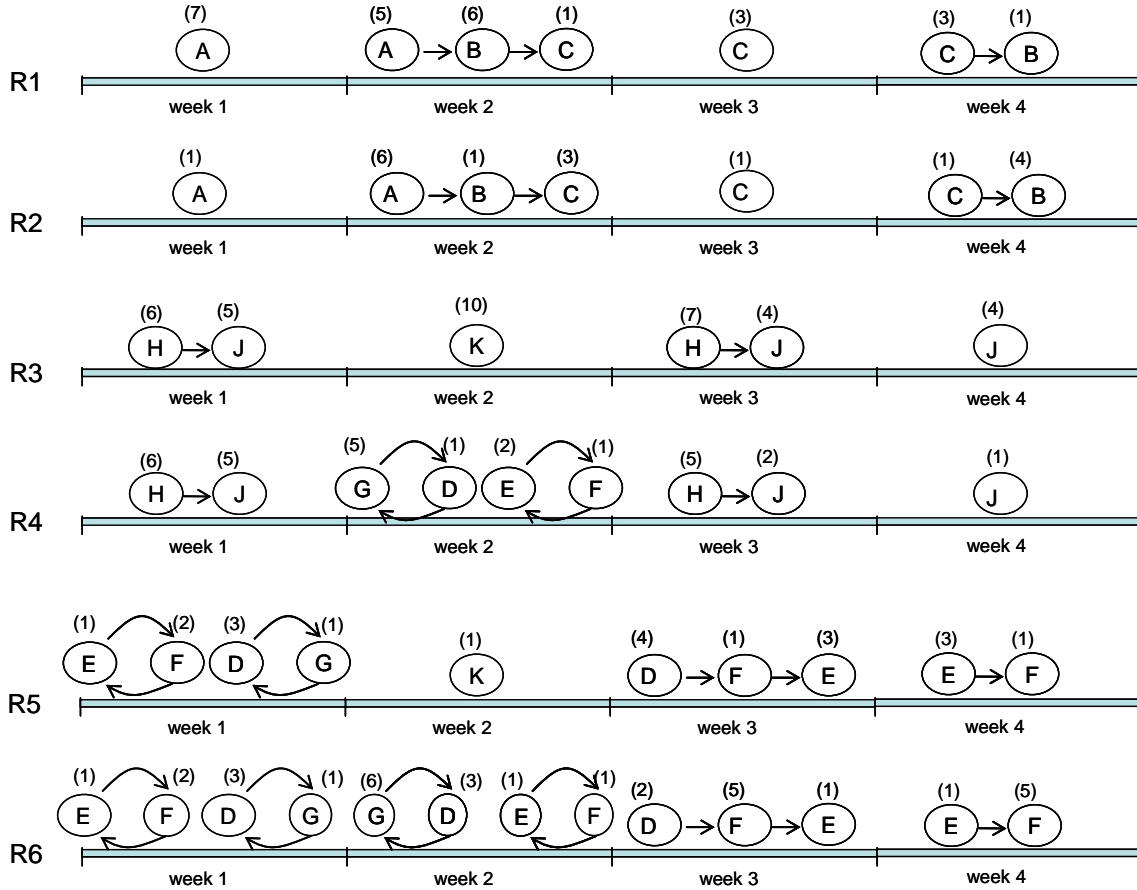 (7) (5) (6) (1) (3) (3) (1)
A A B C C C B
R1
week 1 week 2 week 3 week 4
(1) (6) (1) (3) (1) (1) (4)
A A B C C C B
R2
week 1 week 2 week 3 week 4
(6) (5) (10) (7) (4) (4)
H J K H J J
R3
week 1 week 2 week 3 week 4
(6) (5) (5) (1) (2) (1) (5) (2) (1)
H J G D E F H J J
R4
week 1 week 2 week 3 week 4
(1) (2) (3) (1) (1) (4) (1) (3) (3) (1)
E F D G K D F E E F
R5
week 1 week 2 week 3 week 4
(1) (2) (3) (1) (6) (3) (1) (1) (2) (5) (1) (1) (5)
E F D G G D E F D F E E F
R6
week 1 week 2 week 3 week 4